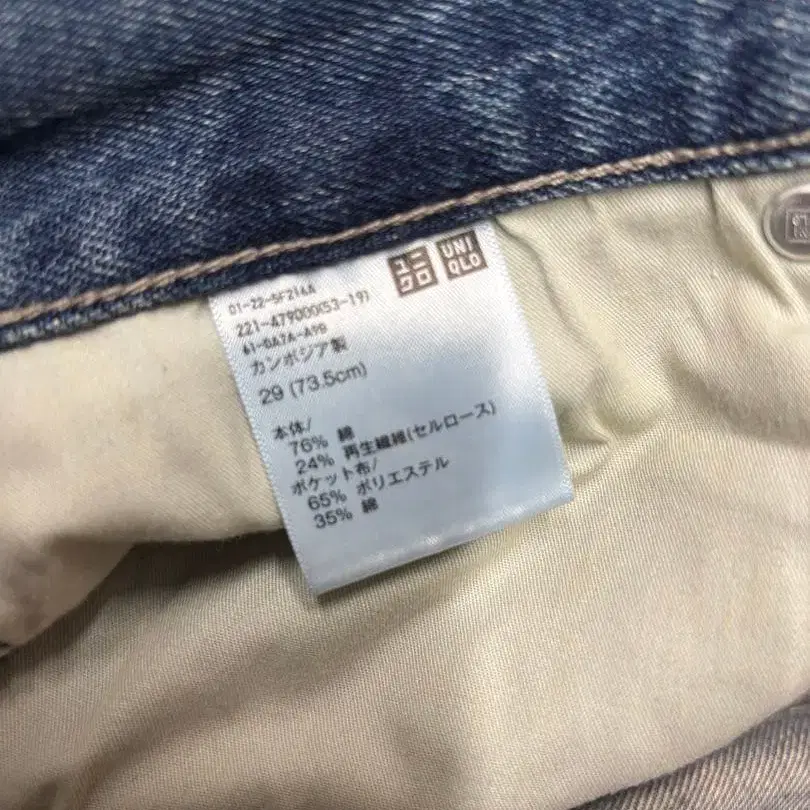 ユニ
クロ
UNI
QLO
01-22-5F214A
221-479000(53-19)
61-0A7A-A9B
カンボジア製
29 (73.5cm)
本体/
76% 綿
24% 再生繊維(セルロース)
ポケット布/
65% ポリエステル
35% 綿